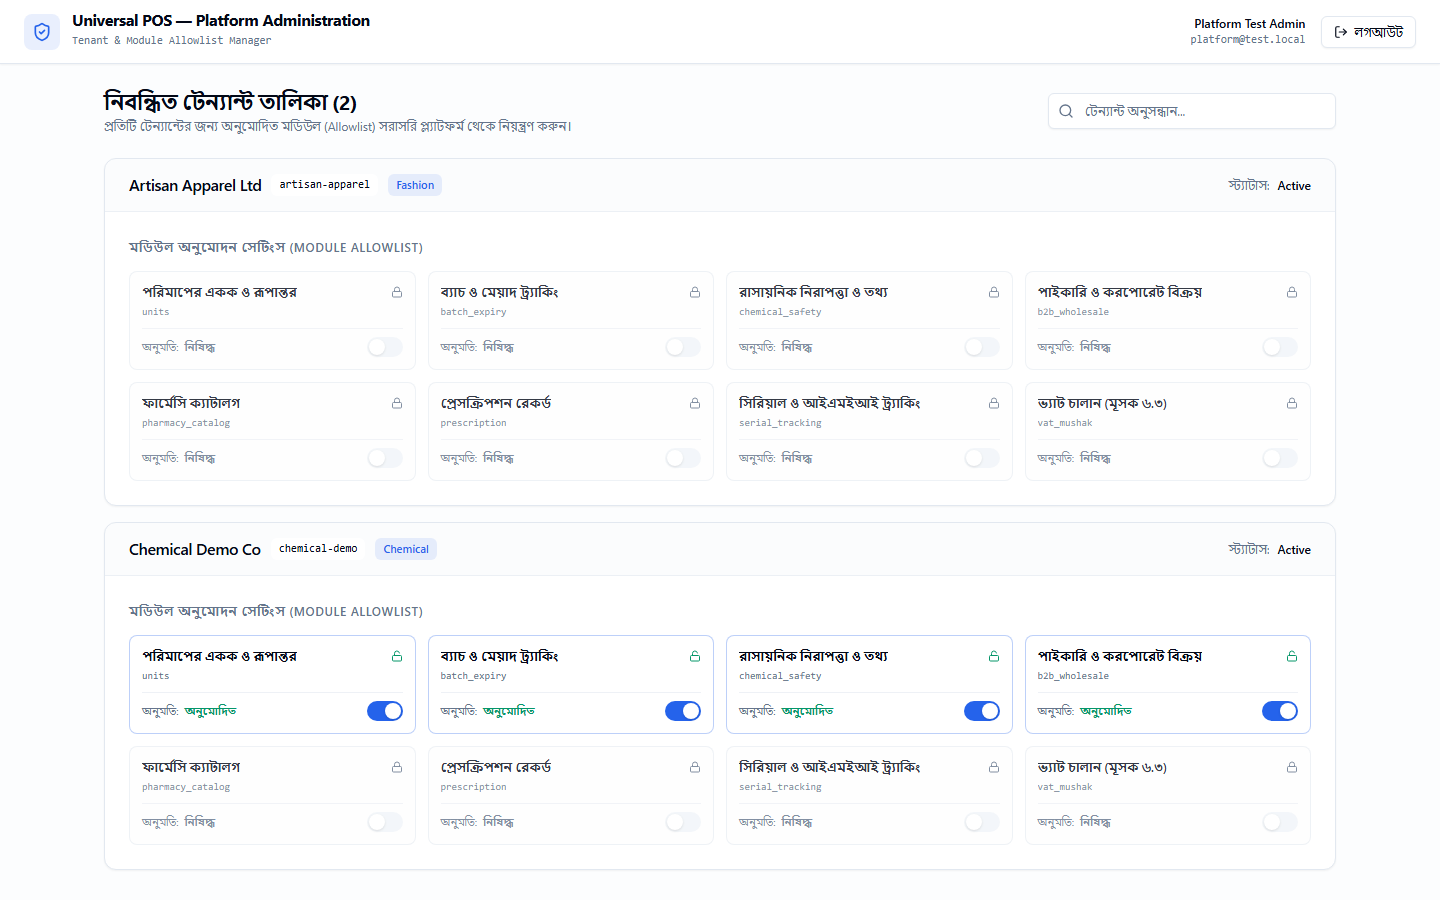 Universal POS — Platform Administration
Tenant & Module Allowlist Manager
Platform Test Admin
platform@test.local
লগআউট
নিবন্ধিত টেন্যান্ট তালিকা (2)
প্রতিটি টেন্যান্টের জন্য অনুমোদিত মডিউল (Allowlist) সরাসরি প্ল্যাটফর্ম থেকে নিয়ন্ত্রণ করুন।
টেন্যান্ট অনুসন্ধান...
Artisan Apparel Ltd artisan-apparel Fashion
স্ট্যাটাস: Active
মডিউল অনুমোদন সেটিংস (MODULE ALLOWLIST)
পরিমাপের একক ও রূপান্তর
units
অনুমতি: নিষিদ্ধ
ব্যাচ ও মেয়াদ ট্র্যাকিং
batch_expiry
অনুমতি: নিষিদ্ধ
রাসায়নিক নিরাপত্তা ও তথ্য
chemical_safety
অনুমতি: নিষিদ্ধ
পাইকারি ও করপোরেট বিক্রয়
b2b_wholesale
অনুমতি: নিষিদ্ধ
ফার্মেসি ক্যাটালগ
pharmacy_catalog
অনুমতি: নিষিদ্ধ
প্রেসক্রিপশন রেকর্ড
prescription
অনুমতি: নিষিদ্ধ
সিরিয়াল ও আইএমইআই ট্র্যাকিং
serial_tracking
অনুমতি: নিষিদ্ধ
ভ্যাট চালান (মূসক ৬.৩)
vat_mushak
অনুমতি: নিষিদ্ধ
Chemical Demo Co chemical-demo Chemical
স্ট্যাটাস: Active
মডিউল অনুমোদন সেটিংস (MODULE ALLOWLIST)
পরিমাপের একক ও রূপান্তর
units
অনুমতি: অনুমোদিত
ব্যাচ ও মেয়াদ ট্র্যাকিং
batch_expiry
অনুমতি: অনুমোদিত
রাসায়নিক নিরাপত্তা ও তথ্য
chemical_safety
অনুমতি: অনুমোদিত
পাইকারি ও করপোরেট বিক্রয়
b2b_wholesale
অনুমতি: অনুমোদিত
ফার্মেসি ক্যাটালগ
pharmacy_catalog
অনুমতি: নিষিদ্ধ
প্রেসক্রিপশন রেকর্ড
prescription
অনুমতি: নিষিদ্ধ
সিরিয়াল ও আইএমইআই ট্র্যাকিং
serial_tracking
অনুমতি: নিষিদ্ধ
ভ্যাট চালান (মূসক ৬.৩)
vat_mushak
অনুমতি: নিষিদ্ধ